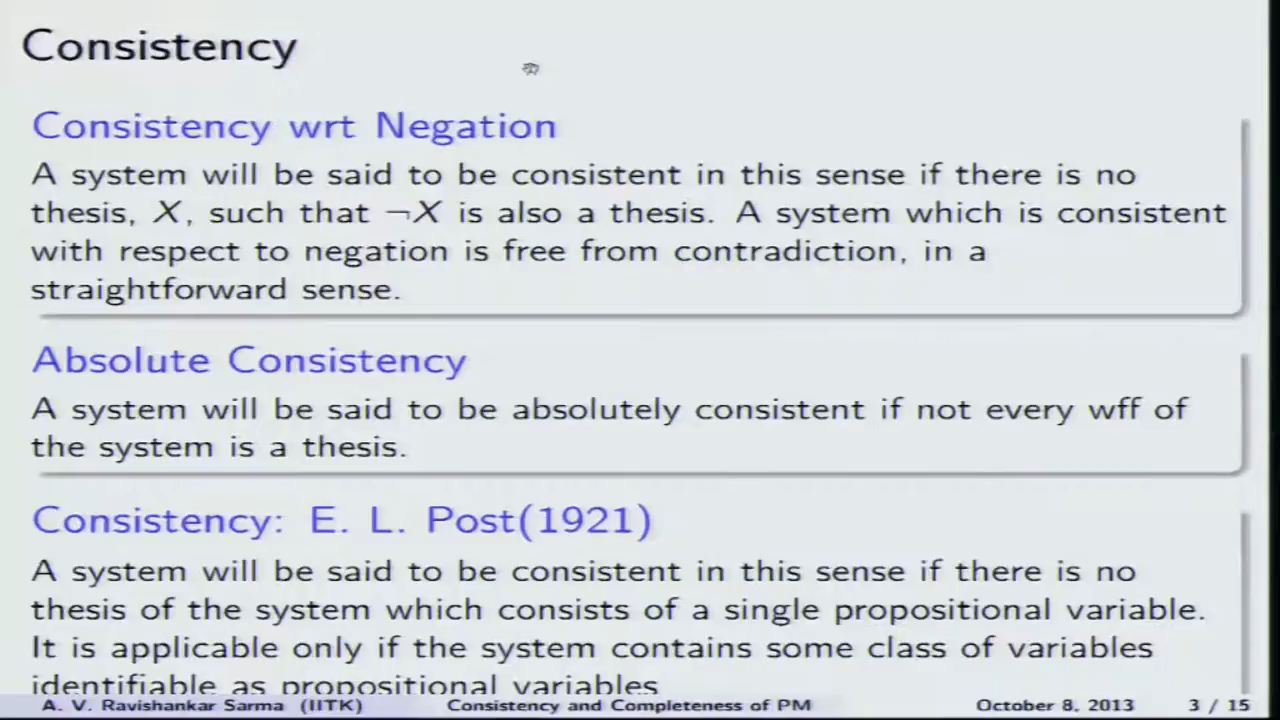 Consistency
Consistency wrt Negation
A system will be said to be consistent in this sense if there is no
thesis, X, such that ¬X is also a thesis. A system which is consistent
with respect to negation is free from contradiction, in a
straightforward sense.
Absolute Consistency
A system will be said to be absolutely consistent if not every wff of
the system is a thesis.
Consistency: E. L. Post(1921)
A system will be said to be consistent in this sense if there is no
thesis of the system which consists of a single propositional variable.
It is applicable only if the system contains some class of variables
identifiable as propositional variables
A. V. Ravishankar Sarma (IITK) Consistency and Completeness of PM October 8, 2013 3 / 15